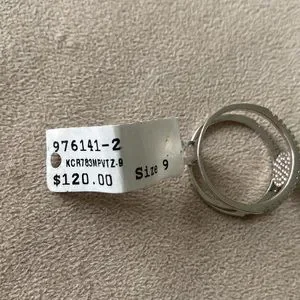 976141-2
KCR783MPVTZ-9
$120.00
Size 9